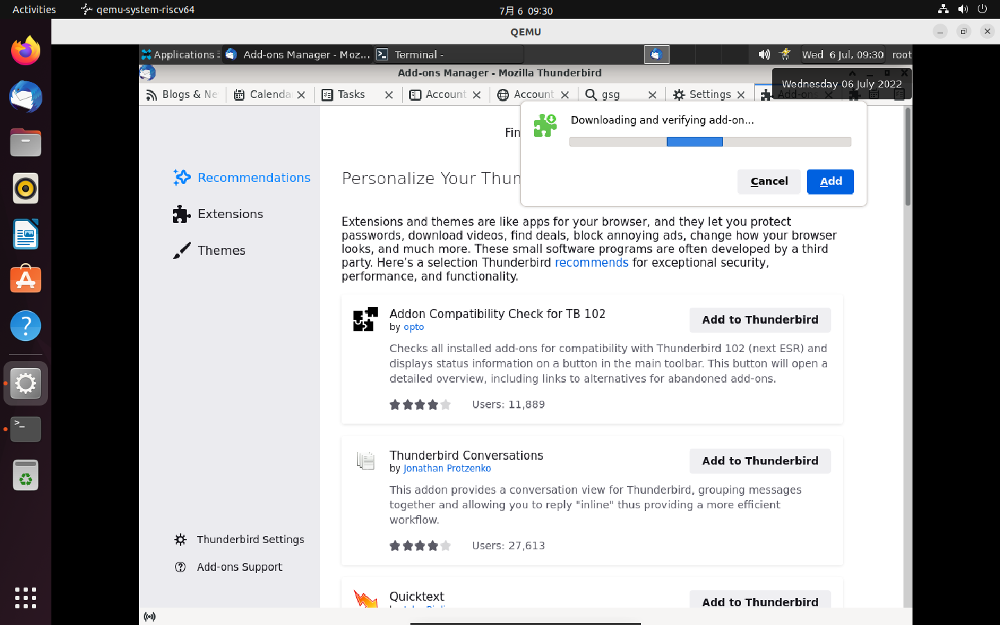 Activities
qemu-system-riscv64
7月 6 09:30
QEMU
Applications
Add-ons Manager - Moz...
Terminal -
Wed 6 Jul, 09:30
root
Add-ons Manager - Mozilla Thunderbird
Wednesday 06 July 2022
Blogs & Ne
Calenda
Tasks
Account
Account
gsg
Settings
Add-ons
Downloading and verifying add-on...
Cancel
Add
Fin
Recommendations
Extensions
Themes
Thunderbird Settings
Add-ons Support
Personalize Your Thun
Extensions and themes are like apps for your browser, and they let you protect
passwords, download videos, find deals, block annoying ads, change how your browser
looks, and much more. These small software programs are often developed by a third
party. Here’s a selection Thunderbird recommends for exceptional security,
performance, and functionality.
Addon Compatibility Check for TB 102
by opto
Add to Thunderbird
Checks all installed add-ons for compatibility with Thunderbird 102 (next ESR) and
displays status information on a button in the main toolbar. This button will open a
detailed overview, including links to alternatives for abandoned add-ons.
Users: 11,889
Thunderbird Conversations
by Jonathan Protzenko
Add to Thunderbird
This addon provides a conversation view for Thunderbird, grouping messages
together and allowing you to reply "inline" thus providing a more efficient
workflow.
Users: 27,613
Quicktext
Add to Thunderbird